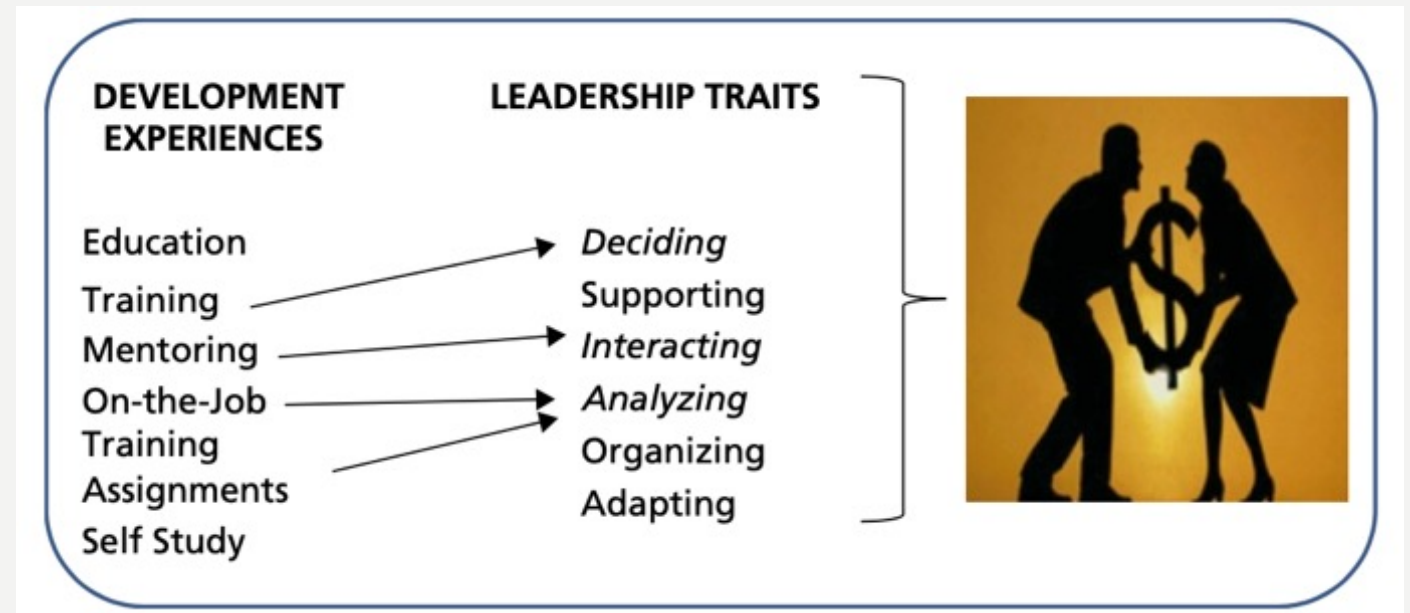 DEVELOPMENT
EXPERIENCES
LEADERSHIP TRAITS
Education
Training
Mentoring
On-the-Job
Training
Assignments
Self Study
Deciding
Supporting
Interacting
Analyzing
Organizing
Adapting
$